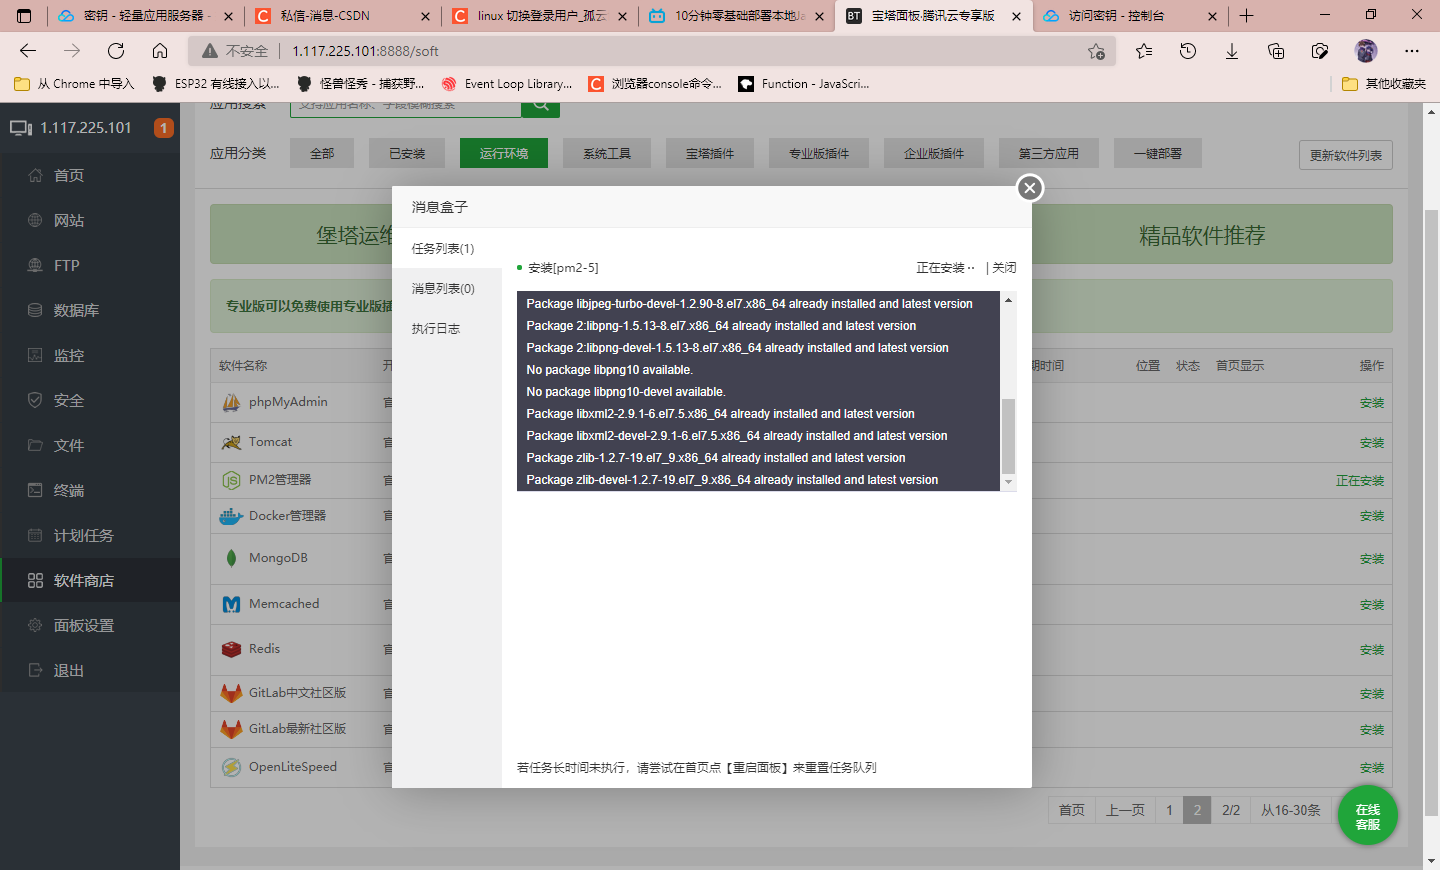 密钥 - 轻量应用服务器 -
私信-消息-CSDN
linux 切换登录用户_孤云
10分钟零基础部署本地Ja
宝塔面板·腾讯云专享版
访问密钥 - 控制台
不安全
1.117.225.101:8888/soft
从 Chrome 中导入
ESP32 有线接入以...
怪兽怪秀 - 捕获野...
Event Loop Library...
浏览器console命令...
Function - JavaScri...
其他收藏夹
1.117.225.101
1
首页
网站
FTP
数据库
监控
安全
文件
终端
计划任务
软件商店
面板设置
退出
应用搜索
支持应用名称、字段模糊搜索
应用分类
全部
已安装
运行环境
系统工具
宝塔插件
专业版插件
企业版插件
第三方应用
一键部署
更新软件列表
堡塔运维
精品软件推荐
专业版可以免费使用专业版插
软件名称
开
期时间
位置
状态
首页显示
操作
phpMyAdmin
官
安装
Tomcat
官
安装
PM2管理器
官
正在安装
Docker管理器
官
安装
MongoDB
官
安装
Memcached
官
安装
Redis
官
安装
GitLab中文社区版
官
安装
GitLab最新社区版
官
安装
OpenLiteSpeed
官
安装
首页
上一页
1
2
2/2
从16-30条
在线
客服
消息盒子
任务列表(1)
消息列表(0)
执行日志
安装[pm2-5]
正在安装··
| 关闭
Package libjpeg-turbo-devel-1.2.90-8.el7.x86_64 already installed and latest version
Package 2:libpng-1.5.13-8.el7.x86_64 already installed and latest version
Package 2:libpng-devel-1.5.13-8.el7.x86_64 already installed and latest version
No package libpng10 available.
No package libpng10-devel available.
Package libxml2-2.9.1-6.el7.5.x86_64 already installed and latest version
Package libxml2-devel-2.9.1-6.el7.5.x86_64 already installed and latest version
Package zlib-1.2.7-19.el7_9.x86_64 already installed and latest version
Package zlib-devel-1.2.7-19.el7_9.x86_64 already installed and latest version
若任务长时间未执行，请尝试在首页点【重启面板】来重置任务队列